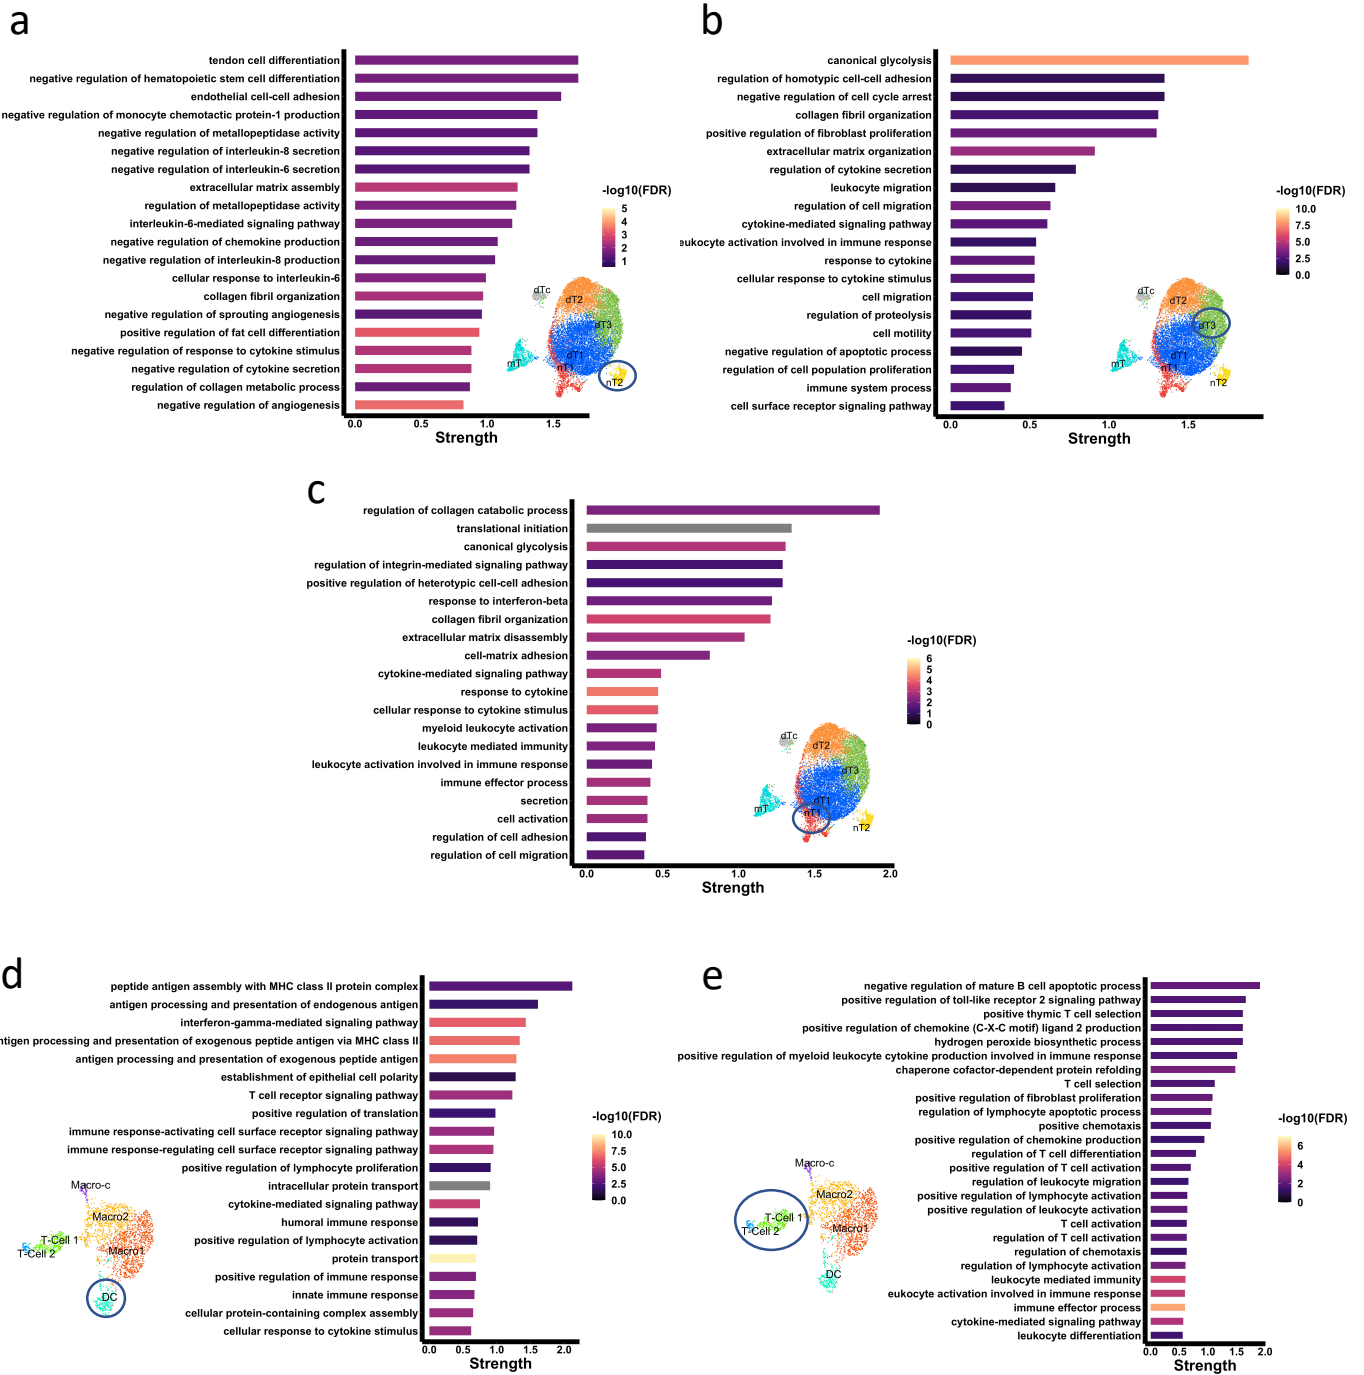 a
tendon cell differentiation
negative regulation of hematopoietic stem cell differentiation
endothelial cell-cell adhesion
negative regulation of monocyte chemotactic protein-1 production
negative regulation of metallopeptidase activity
negative regulation of interleukin-8 secretion
negative regulation of interleukin-6 secretion
extracellular matrix assembly
regulation of metallopeptidase activity
interleukin-6-mediated signaling pathway
negative regulation of chemokine production
negative regulation of interleukin-8 production
cellular response to interleukin-6
collagen fibril organization
negative regulation of sprouting angiogenesis
positive regulation of fat cell differentiation
negative regulation of response to cytokine stimulus
negative regulation of cytokine secretion
regulation of collagen metabolic process
negative regulation of angiogenesis
0.0 0.5 1.0 1.5
Strength
-log10(FDR)
5
4
3
2
1
dTc
dT2
dT3
dT1
mT
nT1
nT2
b
canonical glycolysis
regulation of homotypic cell-cell adhesion
negative regulation of cell cycle arrest
collagen fibril organization
positive regulation of fibroblast proliferation
extracellular matrix organization
regulation of cytokine secretion
leukocyte migration
regulation of cell migration
cytokine-mediated signaling pathway
eukocyte activation involved in immune response
response to cytokine
cellular response to cytokine stimulus
cell migration
regulation of proteolysis
cell motility
negative regulation of apoptotic process
regulation of cell population proliferation
immune system process
cell surface receptor signaling pathway
0.0 0.5 1.0 1.5
Strength
-log10(FDR)
10.0
7.5
5.0
2.5
0.0
dTc
dT2
dT3
dT1
mT
nT1
nT2
c
regulation of collagen catabolic process
translational initiation
canonical glycolysis
regulation of integrin-mediated signaling pathway
positive regulation of heterotypic cell-cell adhesion
response to interferon-beta
collagen fibril organization
extracellular matrix disassembly
cell-matrix adhesion
cytokine-mediated signaling pathway
response to cytokine
cellular response to cytokine stimulus
myeloid leukocyte activation
leukocyte mediated immunity
leukocyte activation involved in immune response
immune effector process
secretion
cell activation
regulation of cell adhesion
regulation of cell migration
0.0 0.5 1.0 1.5 2.0
Strength
-log10(FDR)
6
5
4
3
2
1
0
dTc
dT2
dT3
dT1
mT
nT1
nT2
d
peptide antigen assembly with MHC class II protein complex
antigen processing and presentation of endogenous antigen
interferon-gamma-mediated signaling pathway
ntigen processing and presentation of exogenous peptide antigen via MHC class II
antigen processing and presentation of exogenous peptide antigen
establishment of epithelial cell polarity
T cell receptor signaling pathway
positive regulation of translation
immune response-activating cell surface receptor signaling pathway
immune response-regulating cell surface receptor signaling pathway
positive regulation of lymphocyte proliferation
intracellular protein transport
cytokine-mediated signaling pathway
humoral immune response
positive regulation of lymphocyte activation
protein transport
positive regulation of immune response
innate immune response
cellular protein-containing complex assembly
cellular response to cytokine stimulus
0.0 0.5 1.0 1.5 2.0
Strength
-log10(FDR)
10.0
7.5
5.0
2.5
0.0
Macro-c
Macro2
T-Cell 1
T-Cell 2
Macro1
DC
e
negative regulation of mature B cell apoptotic process
positive regulation of toll-like receptor 2 signaling pathway
positive thymic T cell selection
positive regulation of chemokine (C-X-C motif) ligand 2 production
hydrogen peroxide biosynthetic process
positive regulation of myeloid leukocyte cytokine production involved in immune response
chaperone cofactor-dependent protein refolding
T cell selection
positive regulation of fibroblast proliferation
regulation of lymphocyte apoptotic process
positive chemotaxis
positive regulation of chemokine production
regulation of T cell differentiation
positive regulation of T cell activation
regulation of leukocyte migration
positive regulation of lymphocyte activation
positive regulation of leukocyte activation
T cell activation
regulation of T cell activation
regulation of chemotaxis
regulation of lymphocyte activation
leukocyte mediated immunity
eukocyte activation involved in immune response
immune effector process
cytokine-mediated signaling pathway
leukocyte differentiation
0.0 0.5 1.0 1.5 2.0
Strength
-log10(FDR)
6
4
2
0
Macro-c
Macro2
T-Cell 1
T-Cell 2
Macro1
DC